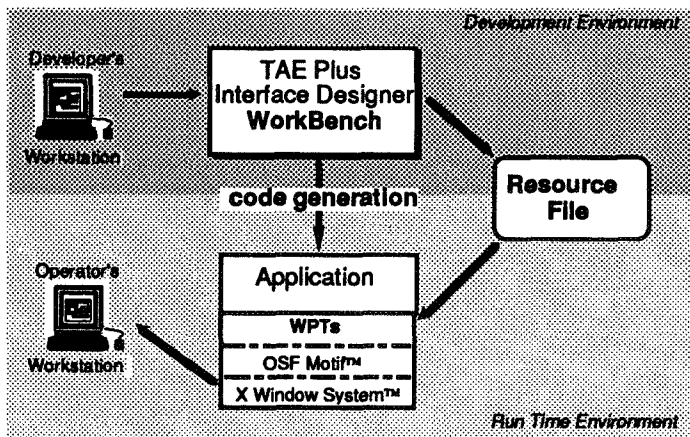 Development Environment
Developer's
Workstation
TAE Plus
Interface Designer
WorkBench
code generation
Resource
File
Operator's
Workstation
Application
WPTs
OSF Motif™
X Window System™
Run Time Environment